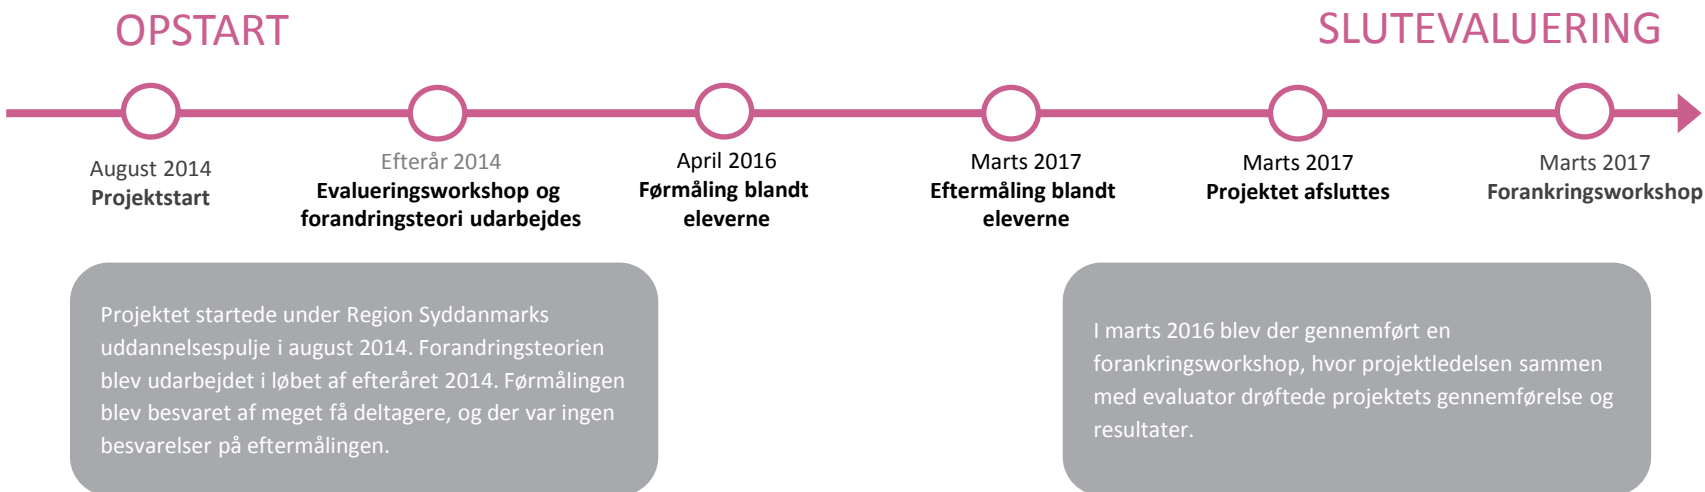 OPSTART
SLUTEVALUERING
August 2014
Projektstart
Efterår 2014
Evalueringsworkshop og
forandringsteori udarbejdes
April 2016
Førmåling blandt
eleverne
Marts 2017
Eftermåling blandt
eleverne
Marts 2017
Projektet afsluttes
Marts 2017
Forankringsworkshop
Projektet startede under Region Syddanmarks
uddannelsespulje i august 2014. Forandringsteorien
blev udarbejdet i løbet af efteråret 2014. Førmålingen
blev besvaret af meget få deltagere, og der var ingen
besvarelser på eftermålingen.
I marts 2016 blev der gennemført en
forankringsworkshop, hvor projektledelsen sammen
med evaluator drøftede projektets gennemførelse og
resultater.